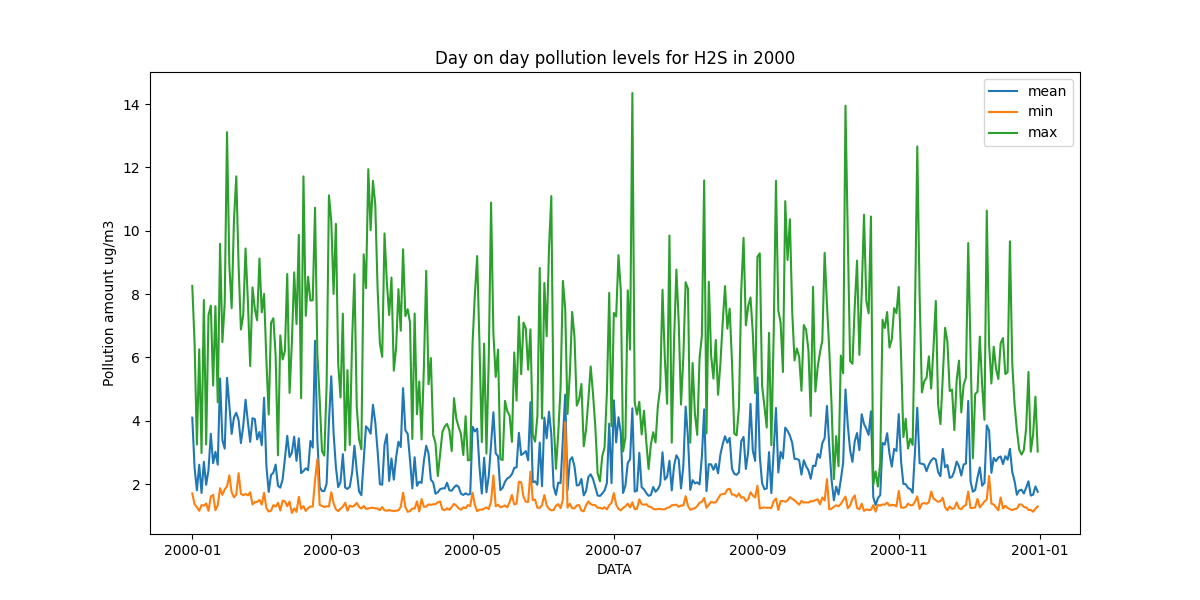 Day on day pollution levels for H2S in 2000
mean
min
max
14
12
10
8
6
4
2
Pollution amount ug/m3
2000-01
2000-03
2000-05
2000-07
2000-09
2000-11
2001-01
DATA